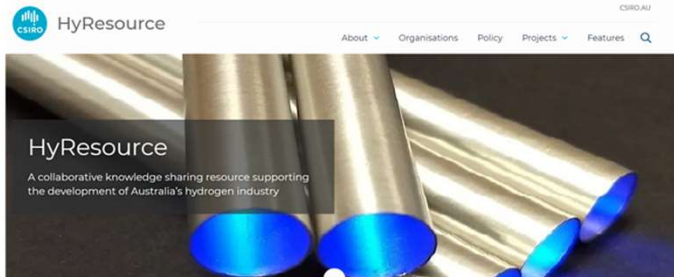 CSIRO.AU
CSIRO
HyResource
About Organisations Policy Projects Features
HyResource
A collaborative knowledge sharing resource supporting
the development of Australia's hydrogen industry